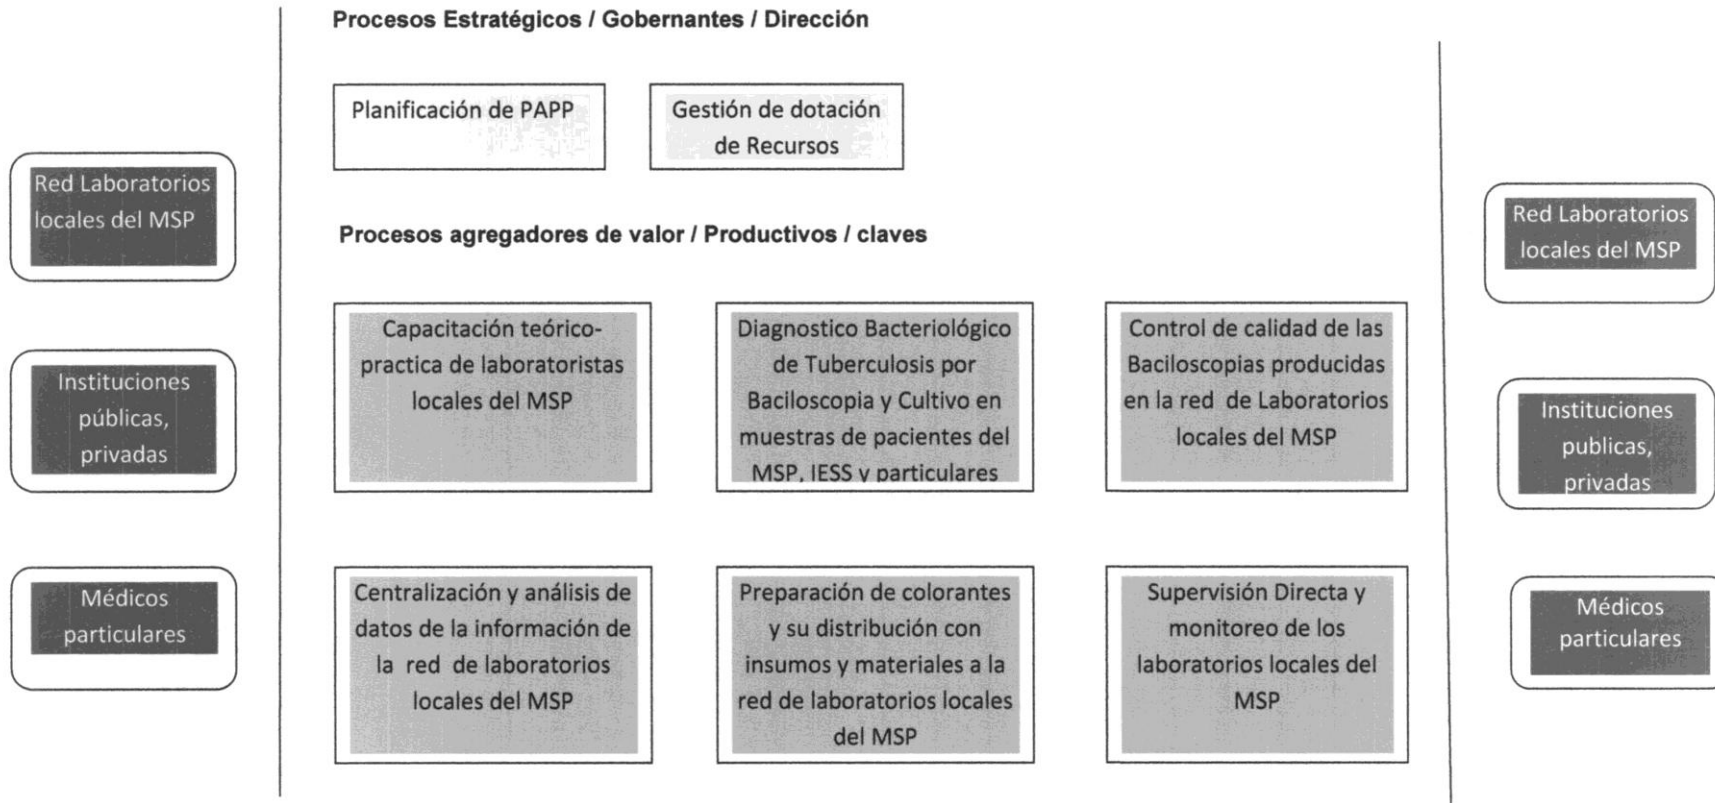 Procesos Estratégicos / Gobernantes / Dirección
Planificación de PAPP
Gestión de dotación
de Recursos
Red Laboratorios
locales del MSP
Instituciones
públicas,
privadas
Médicos
particulares
Procesos agregadores de valor / Productivos / claves
Capacitación teórico-
practica de laboratoristas
locales del MSP
Diagnostico Bacteriológico
de Tuberculosis por
Baciloscopia y Cultivo en
muestras de pacientes del
MSP, IESS y particulares
Control de calidad de las
Baciloscopias producidas
en la red de Laboratorios
locales del MSP
Centralización y análisis de
datos de la información de
la red de laboratorios
locales del MSP
Preparación de colorantes
y su distribución con
insumos y materiales a la
red de laboratorios locales
del MSP
Supervisión Directa y
monitoreo de los
laboratorios locales del
MSP
Red Laboratorios
locales del MSP
Instituciones
publicas,
privadas
Médicos
particulares